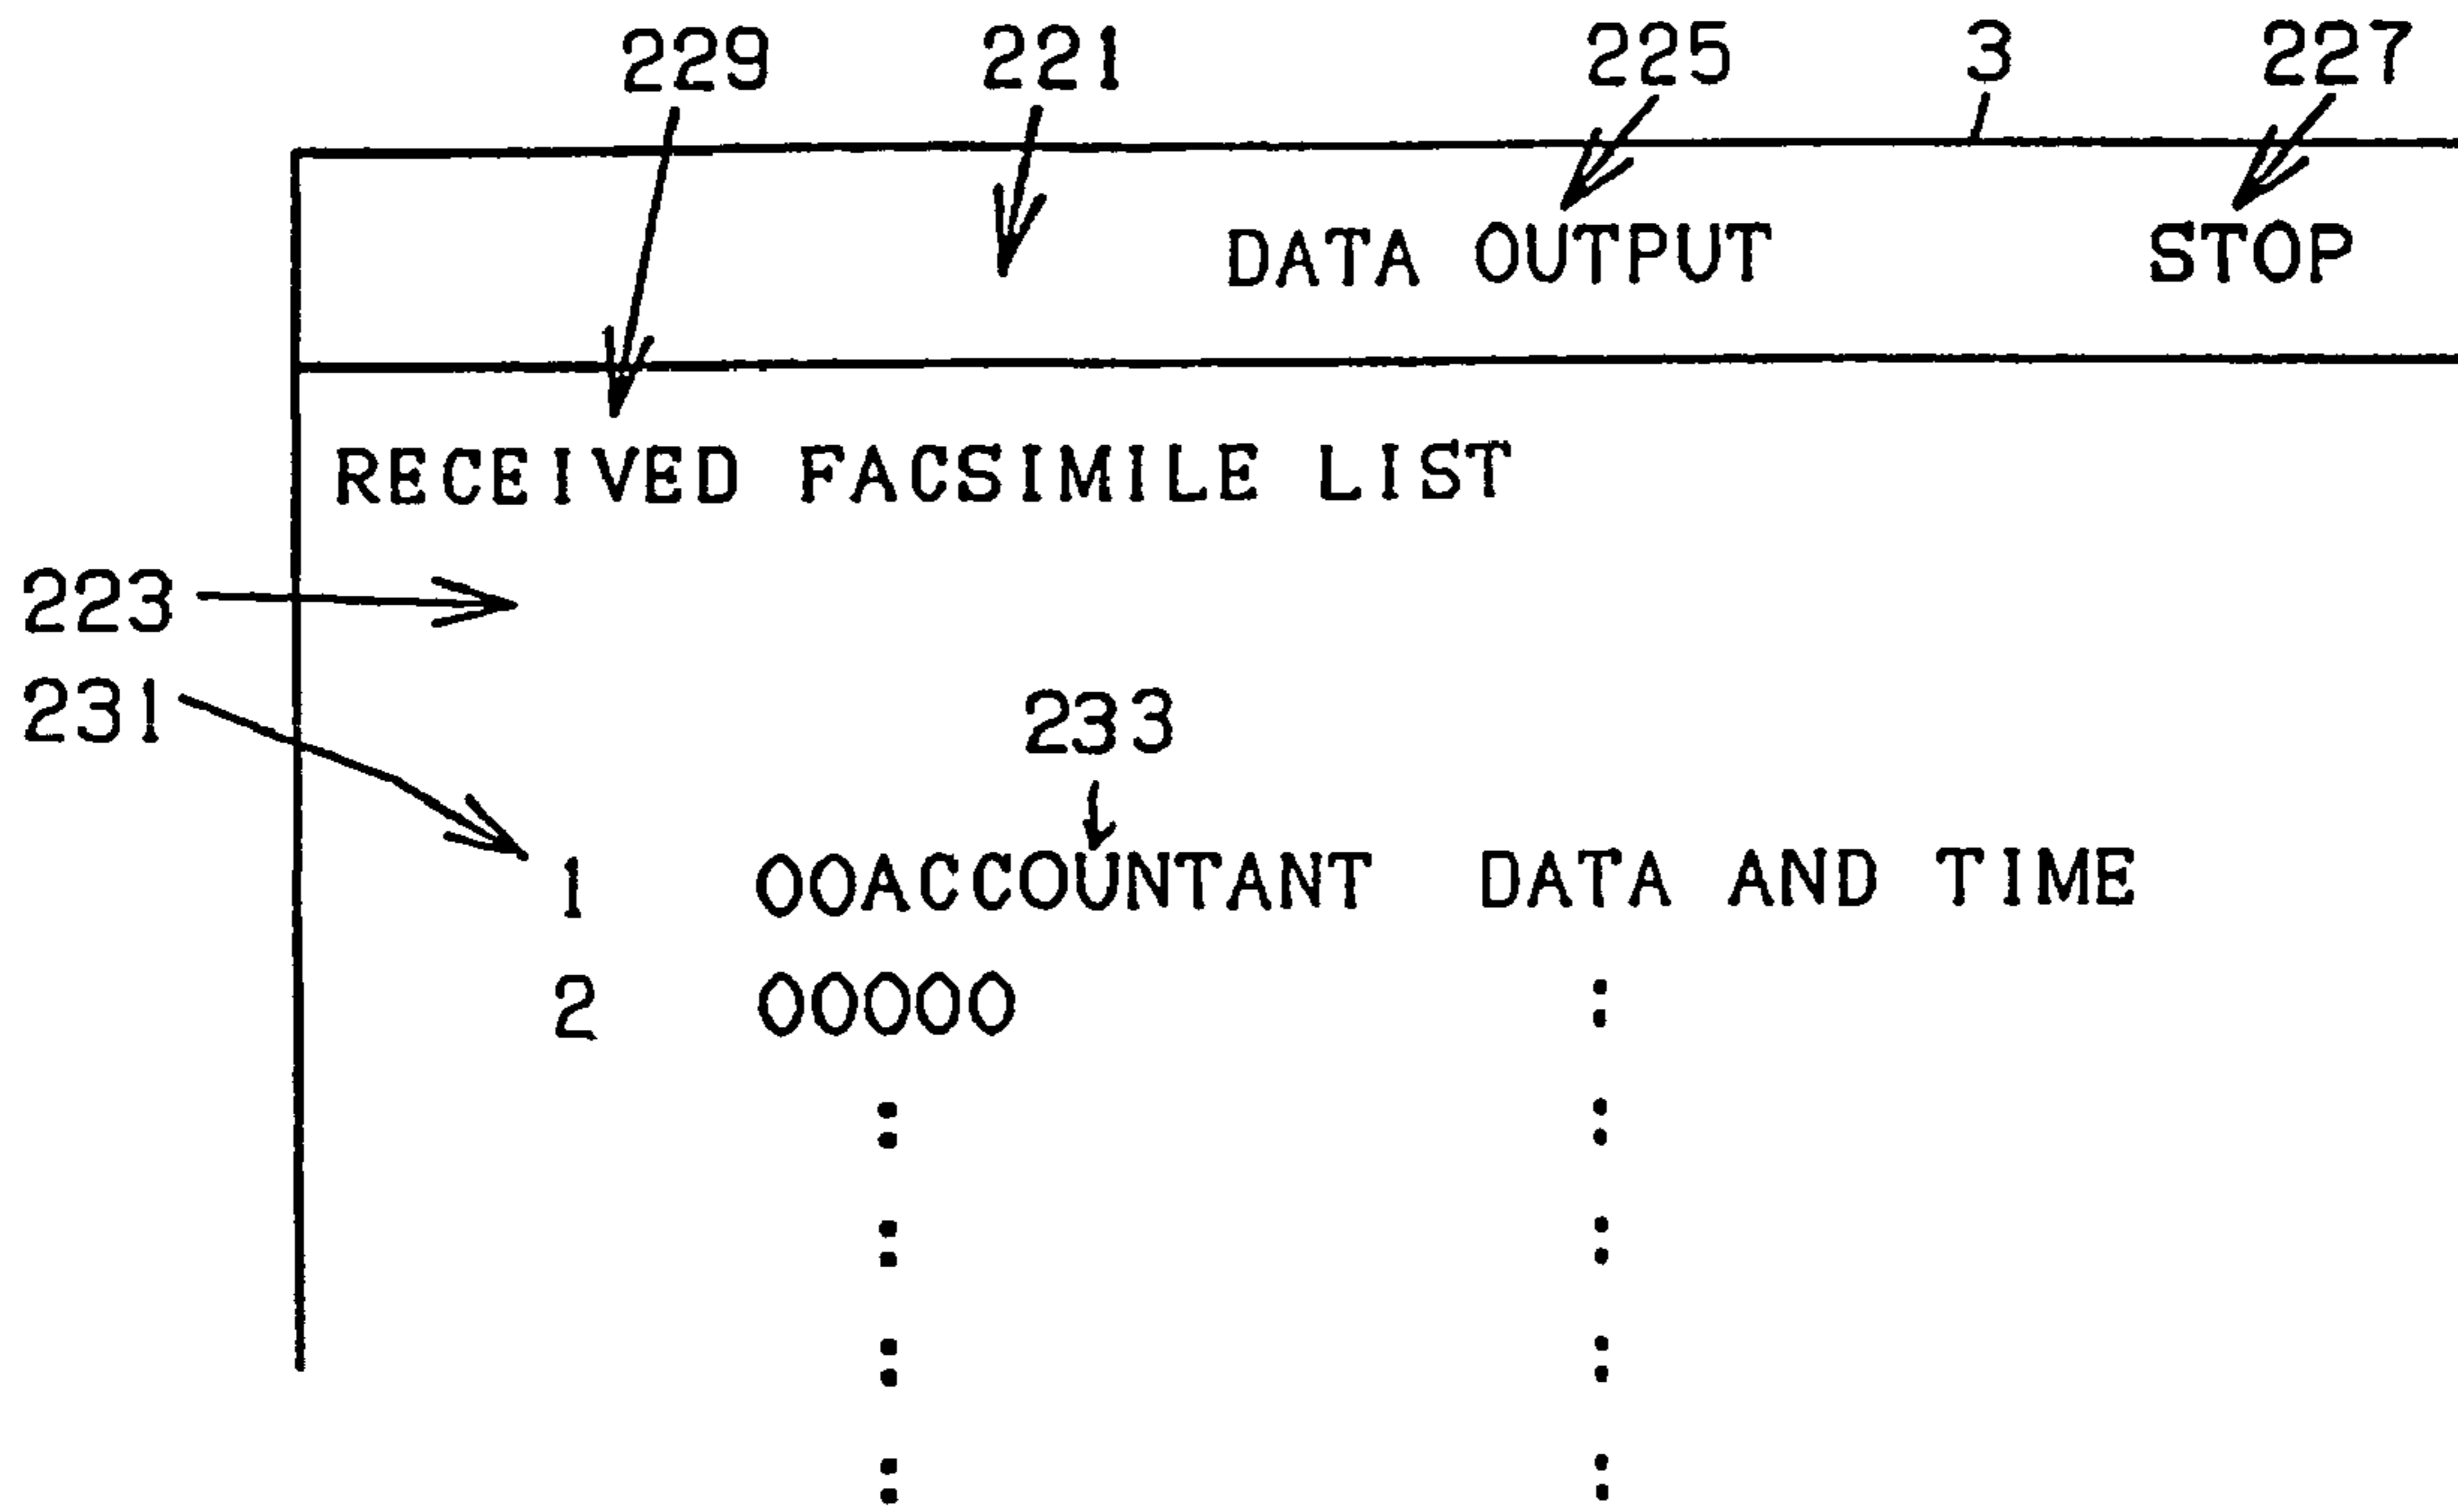 229 221 225 3 227
DATA OUTPUT STOP
RECEIVED FACSIMILE LIST
223
231
233
1 OOACCOUNTANT DATA AND TIME
2 OOOOO